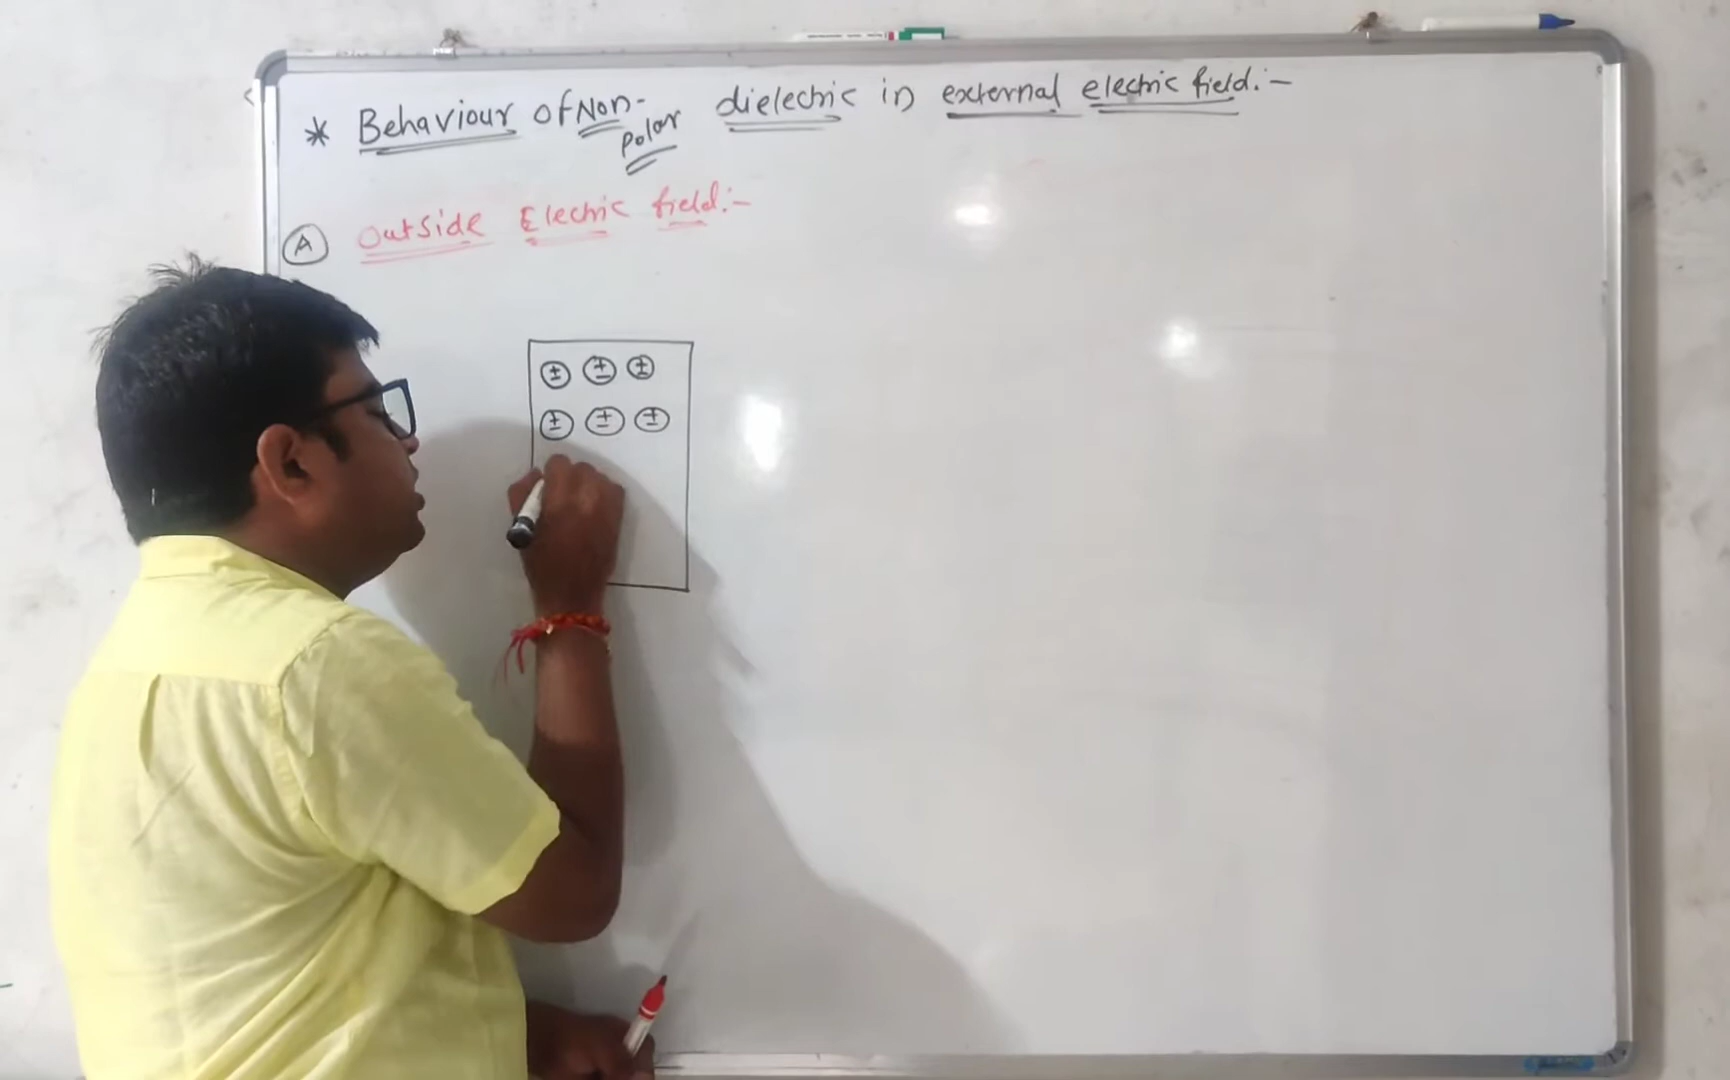 * Behaviour of Non-polar dielectric in external electric field:-
A Outside Electric field:-
± ± ±
± ± ±